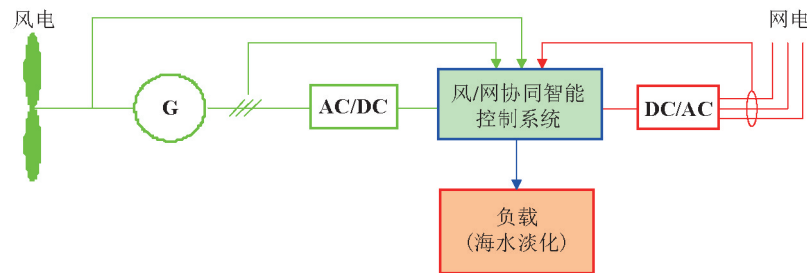 风电
网电
G
AC/DC
风/网协同智能
控制系统
DC/AC
负载
(海水淡化)